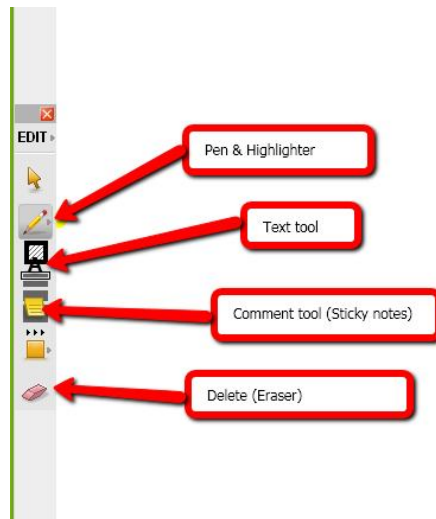 EDIT
Pen & Highlighter
Text tool
Comment tool (Sticky notes)
Delete (Eraser)